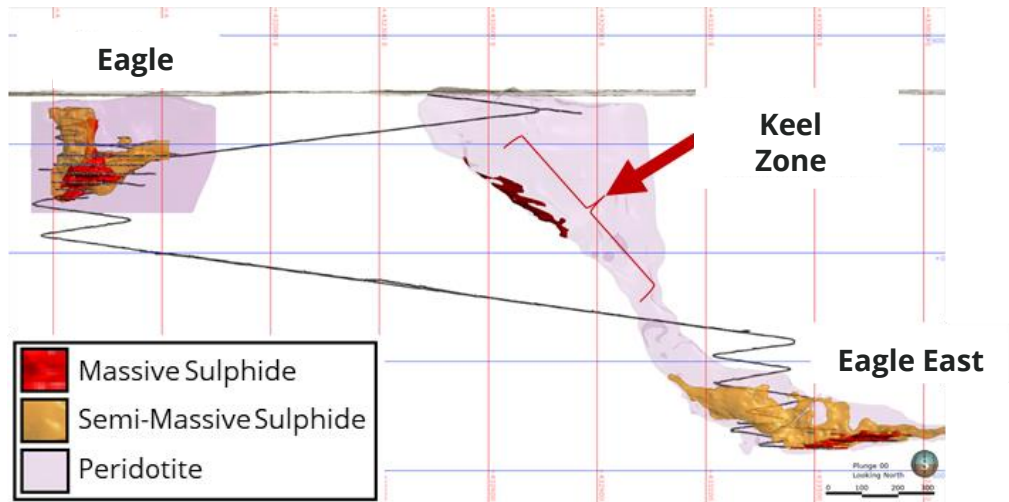 Eagle
Keel
Zone
Eagle East
Massive Sulphide
Semi-Massive Sulphide
Peridotite
Plunge 00
Looking North
0 100 200 300